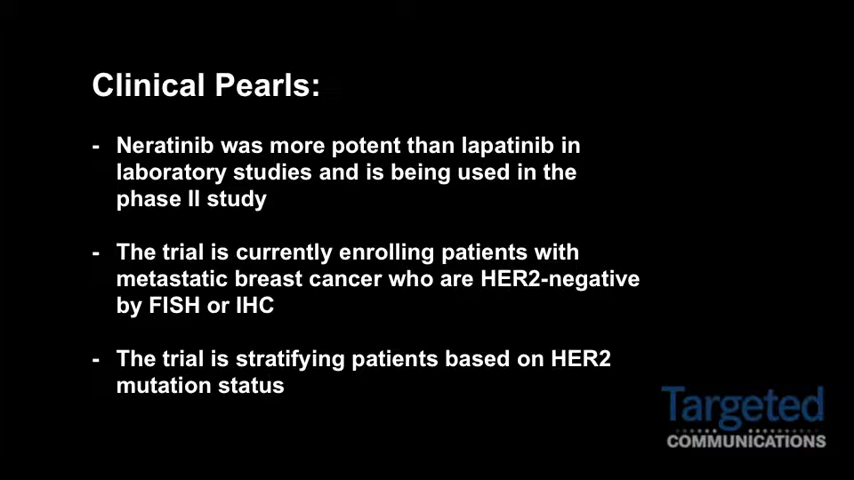 Clinical Pearls:
- Neratinib was more potent than lapatinib in
laboratory studies and is being used in the
phase II study
- The trial is currently enrolling patients with
metastatic breast cancer who are HER2-negative
by FISH or IHC
- The trial is stratifying patients based on HER2
mutation status
Targeted
COMMUNICATIONS